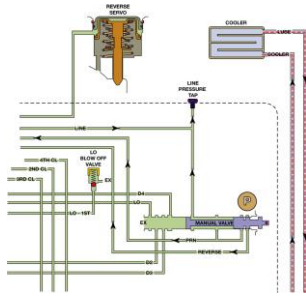 REVERSE
SERVO
COOLER
LUBE
COOLER
LINE
PRESSURE
TAP
LINE
4TH CL
2ND CL
3RD CL
LO
BLOW OFF
VALVE
EX
D4
LO
LO - 1ST
EX
MANUAL VALVE
P
PRN
REVERSE
D2
D3